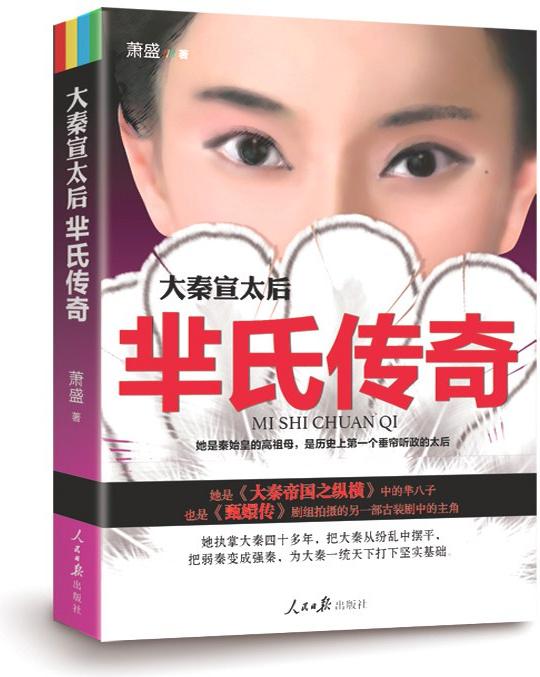 大秦宣太后 芈氏传奇
萧盛 著
人民日报出版社
萧盛 著
大秦宣太后
芈氏传奇
MI SHI CHUAN QI
她是秦始皇的高祖母，是历史上第一个垂帘听政的太后
她是《大秦帝国之纵横》中的芈八子
也是《甄嬛传》剧组拍摄的另一部古装剧中的主角
她执掌大秦四十多年，把大秦从纷乱中摆平，
把弱秦变成强秦，为大秦一统天下打下坚实基础。
人民日报出版社